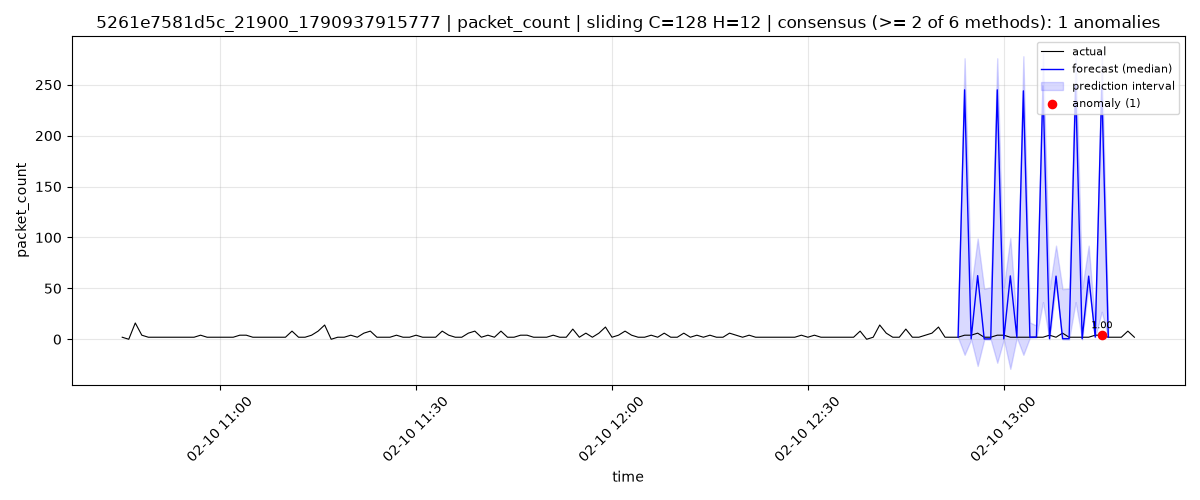 5261e7581d5c_21900_1790937915777 | packet_count | sliding C=128 H=12 | consensus (>= 2 of 6 methods): 1 anomalies
actual
forecast (median)
prediction interval
anomaly (1)
packet_count
250
200
150
100
50
0
1.00
02-10 11:00
02-10 11:30
02-10 12:00
02-10 12:30
02-10 13:00
time